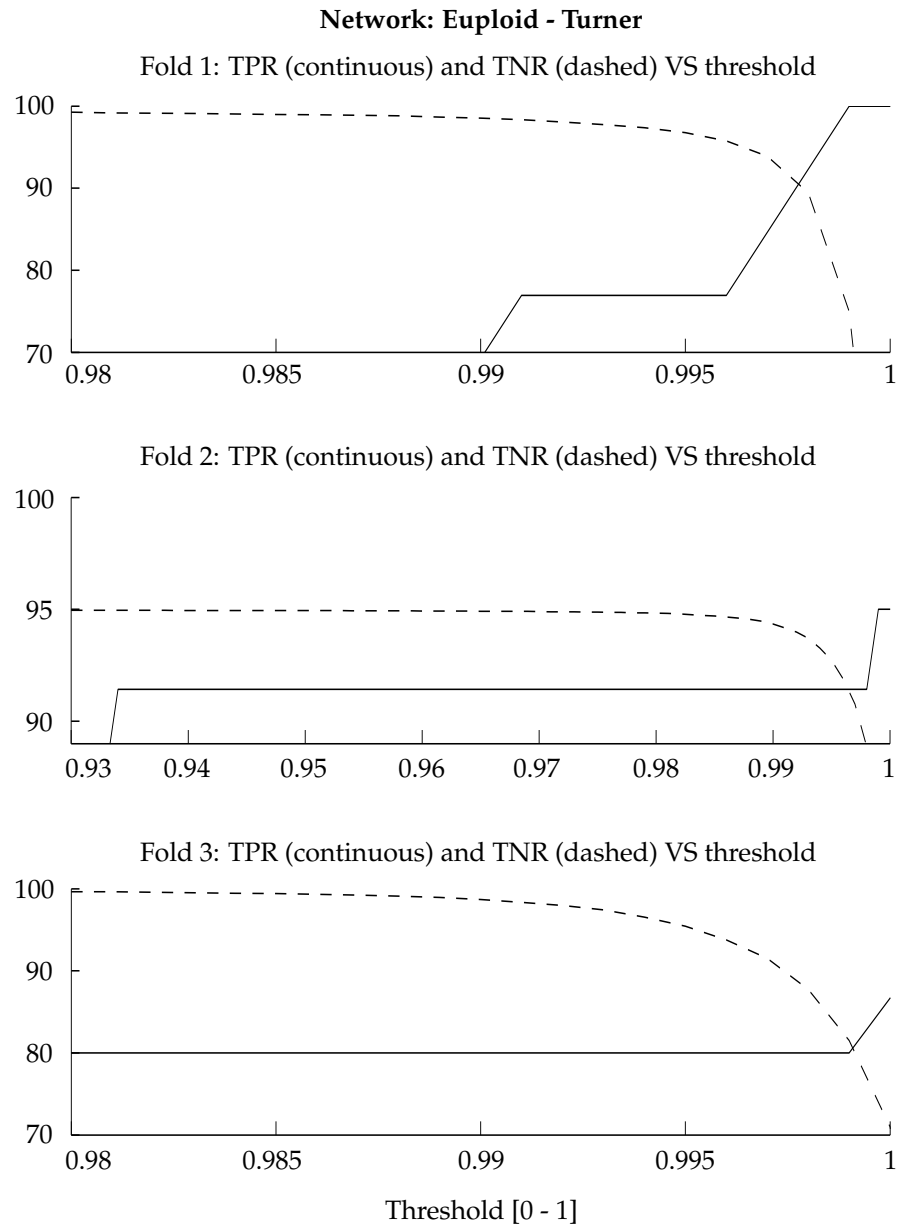 Network: Euploid - Turner
Fold 1: TPR (continuous) and TNR (dashed) VS threshold
100
90
80
70
0.98 0.985 0.99 0.995 1
Fold 2: TPR (continuous) and TNR (dashed) VS threshold
100
95
90
0.93 0.94 0.95 0.96 0.97 0.98 0.99 1
Fold 3: TPR (continuous) and TNR (dashed) VS threshold
100
90
80
70
0.98 0.985 0.99 0.995 1
Threshold [0 - 1]